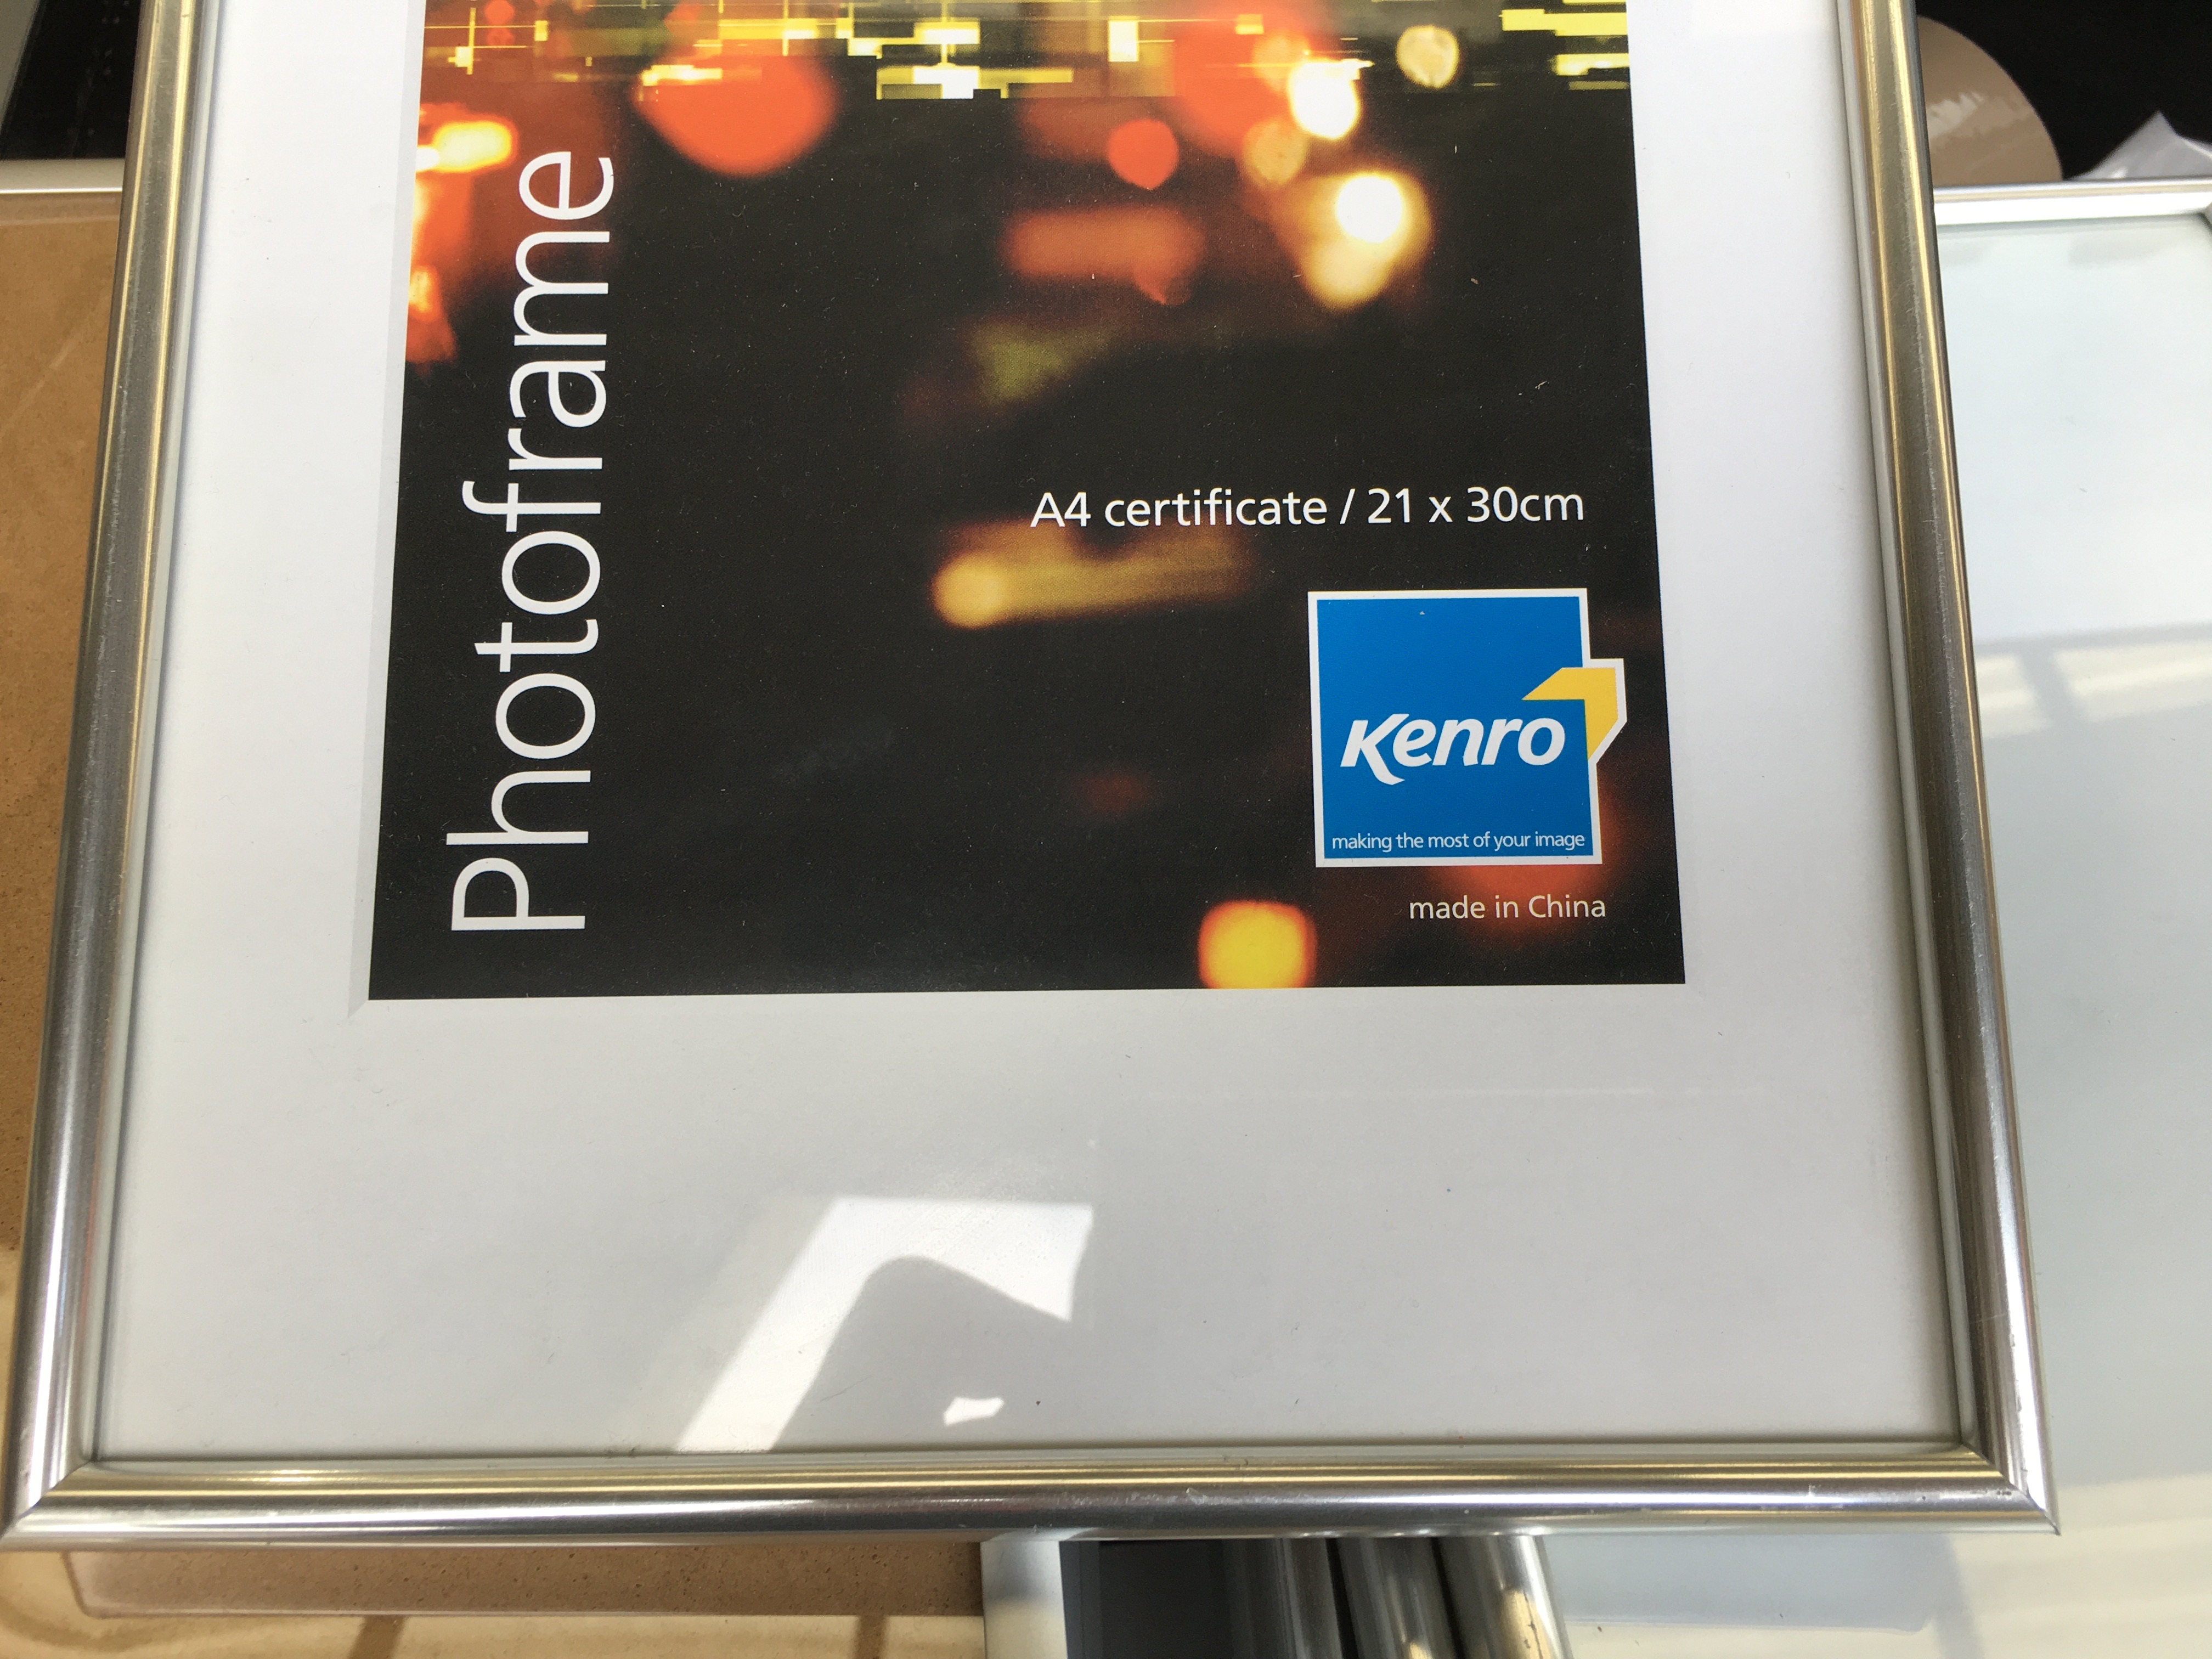 Photoframe
A4 certificate / 21 x 30cm
Kenro
making the most of your image
made in China